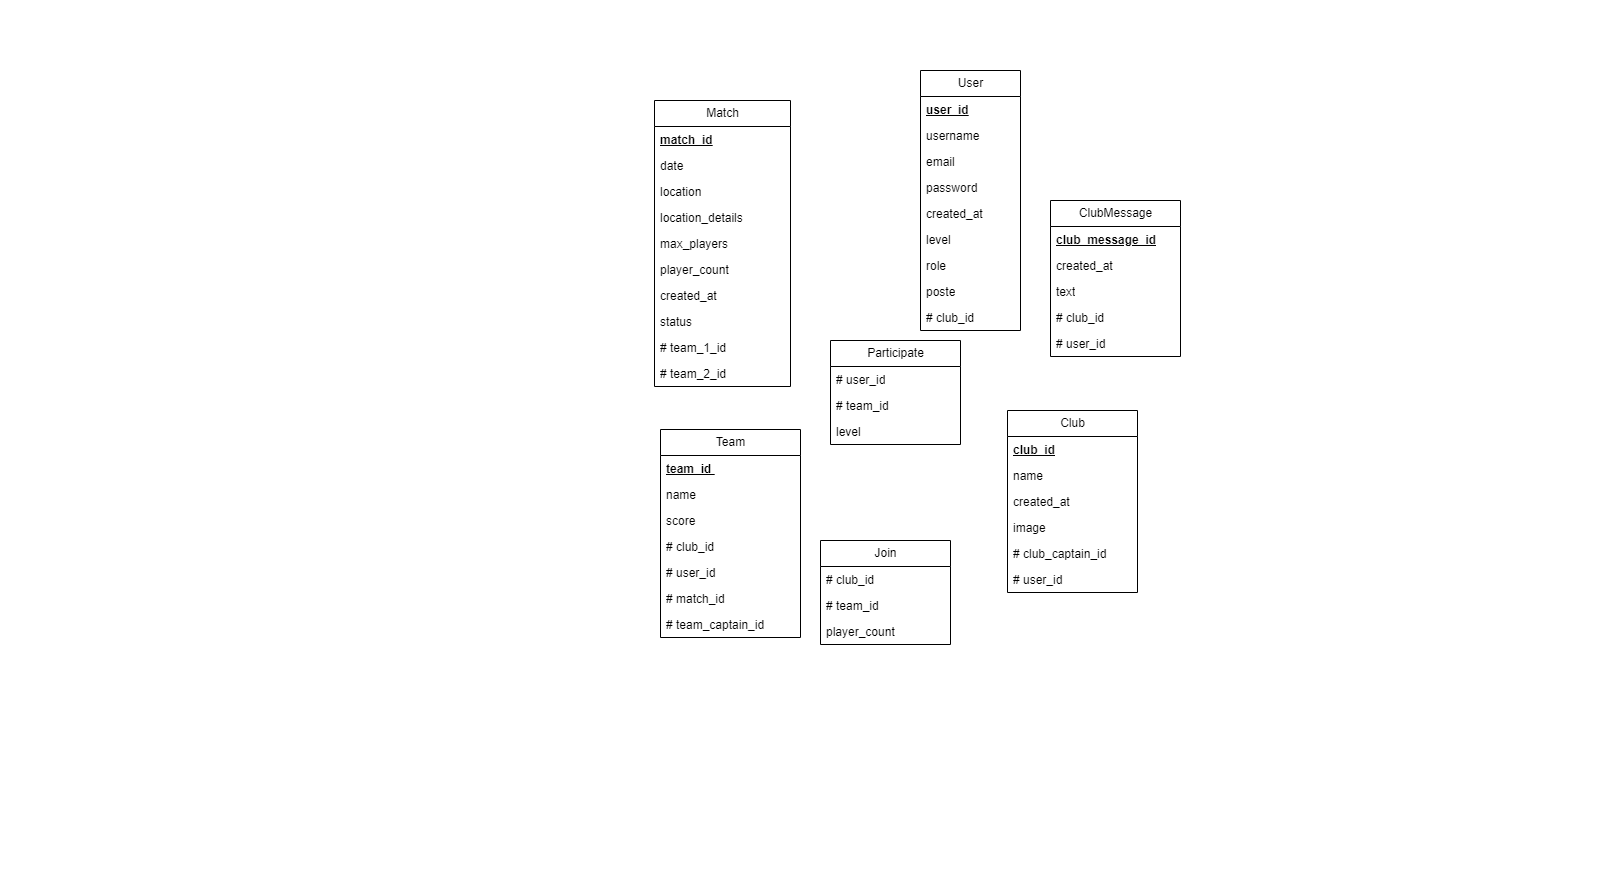 Match
match_id
date
location
location_details
max_players
player_count
created_at
status
# team_1_id
# team_2_id
User
user_id
username
email
password
created_at
level
role
poste
# club_id
ClubMessage
club_message_id
created_at
text
# club_id
# user_id
Participate
# user_id
# team_id
level
Team
team_id
name
score
# club_id
# user_id
# match_id
# team_captain_id
Join
# club_id
# team_id
player_count
Club
club_id
name
created_at
image
# club_captain_id
# user_id